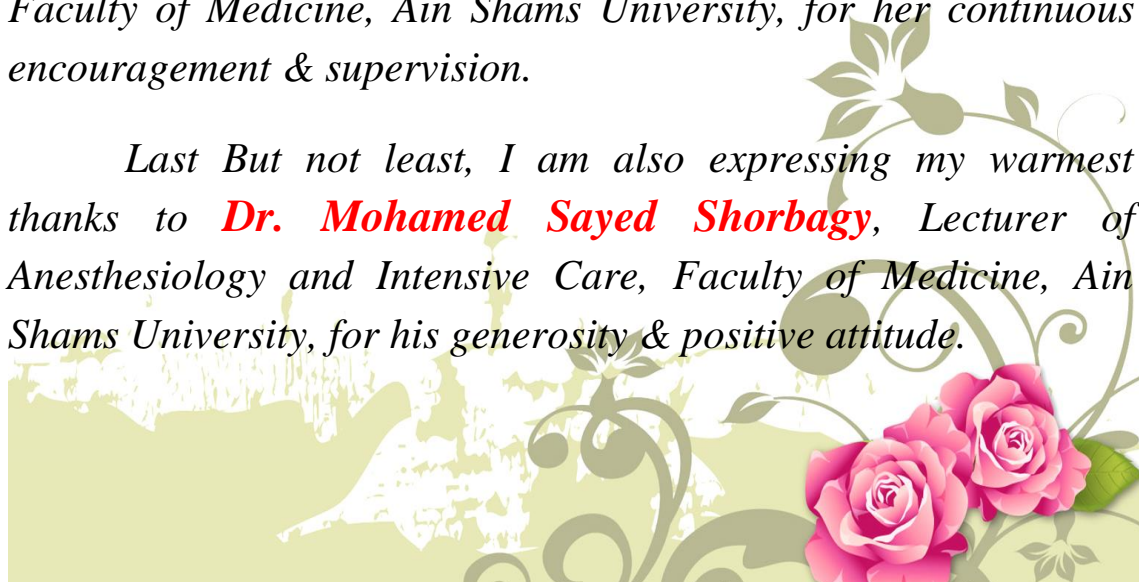 Faculty of Medicine, Ain Shams University, for her continuous
encouragement & supervision.
Last But not least, I am also expressing my warmest
thanks to Dr. Mohamed Sayed Shorbagy, Lecturer of
Anesthesiology and Intensive Care, Faculty of Medicine, Ain
Shams University, for his generosity & positive attitude.